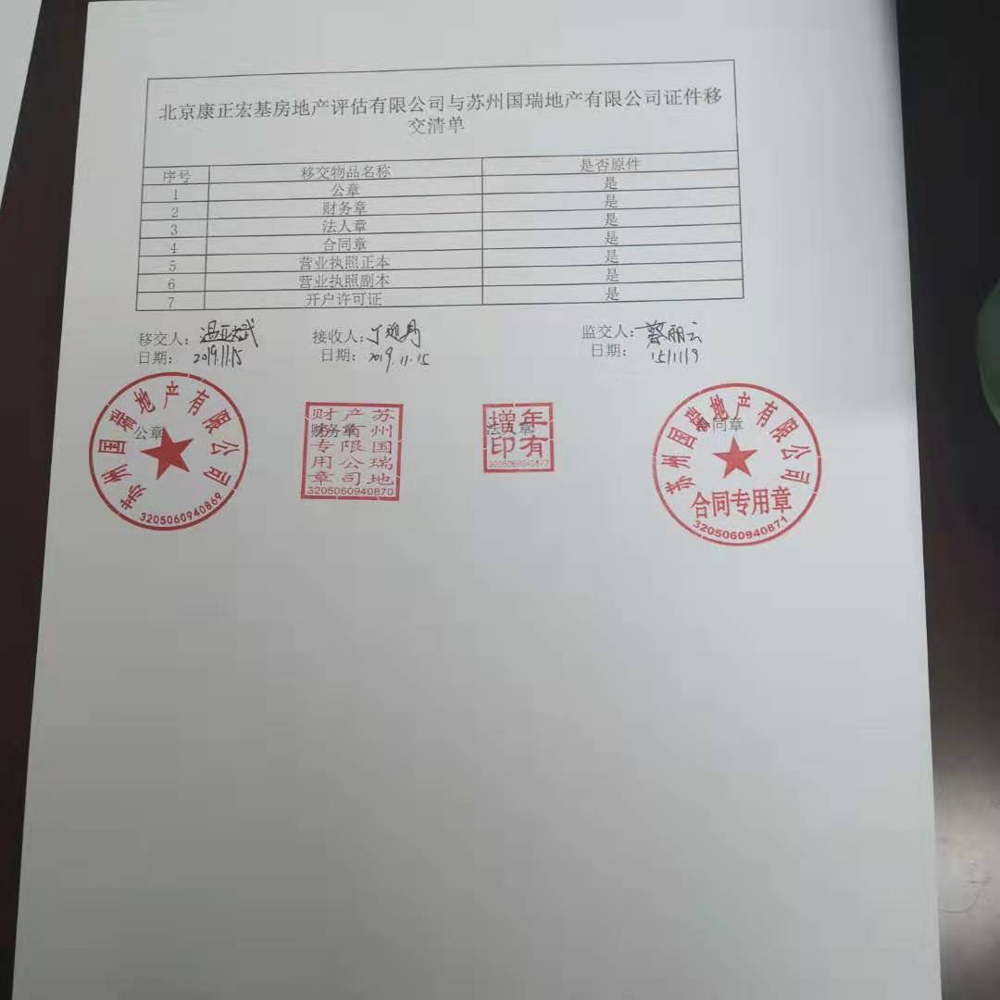 北京康正宏基房地产评估有限公司与苏州国瑞地产有限公司证件移
交清单
序号 移交物品名称 是否原件
1 公章 是
2 财务章 是
3 法人章 是
4 合同章 是
5 营业执照正本 是
6 营业执照副本 是
7 开户许可证 是
移交人: 接收人: 监交人: 蔡丽云
日期: 2019.11.15 日期: 2019.11.15 日期: 15/11/19
公章 财务章 法人章 合同章
苏州国瑞地产有限公司
3205060940869
苏州国瑞地产有限公司财务专用章
3205060940870
年有增印
3205060940872
苏州国瑞地产有限公司
合同专用章
3205060940871